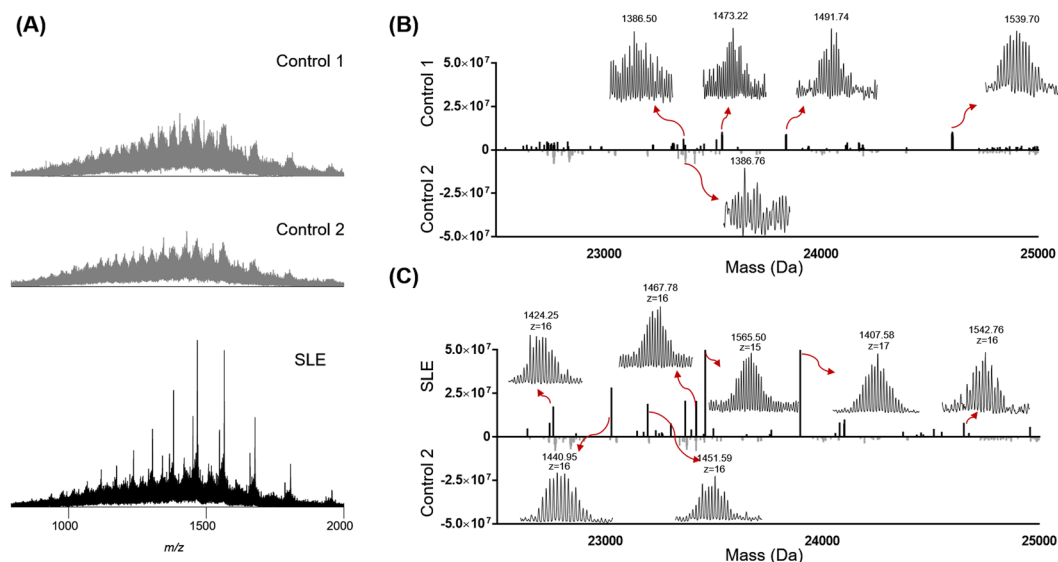 (A)
Control 1
Control 2
SLE
1000
1500
2000
m/z
(B)
1386.50
1473.22
1491.74
1539.70
5.0×10⁷
2.5×10⁷
0
-2.5×10⁷
-5.0×10⁷
Control 1
Control 2
1386.76
23000
24000
25000
Mass (Da)
(C)
1424.25
z=16
1467.78
z=16
1565.50
z=15
1407.58
z=17
1542.76
z=16
5.0×10⁷
2.5×10⁷
0
-2.5×10⁷
-5.0×10⁷
SLE
Control 2
1440.95
z=16
1451.59
z=16
23000
24000
25000
Mass (Da)